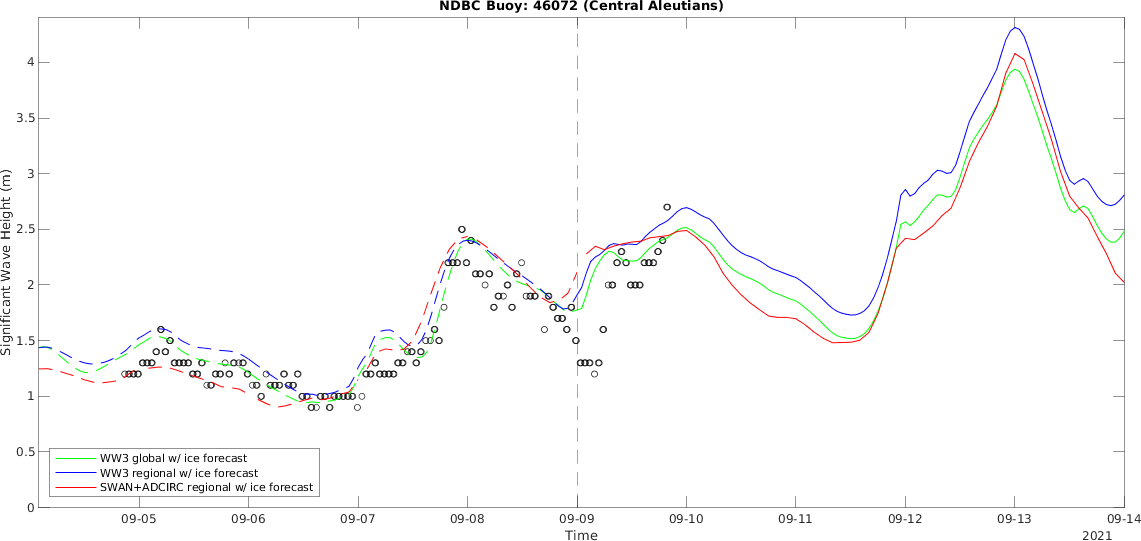 NDBC Buoy: 46072 (Central Aleutians)
4
3.5
3
2.5
2
1.5
1
0.5
0
Significant Wave Height (m)
WW3 global w/ ice forecast
WW3 regional w/ ice forecast
SWAN+ADCIRC regional w/ ice forecast
09-05 09-06 09-07 09-08 09-09 09-10 09-11 09-12 09-13 09-14
Time
2021